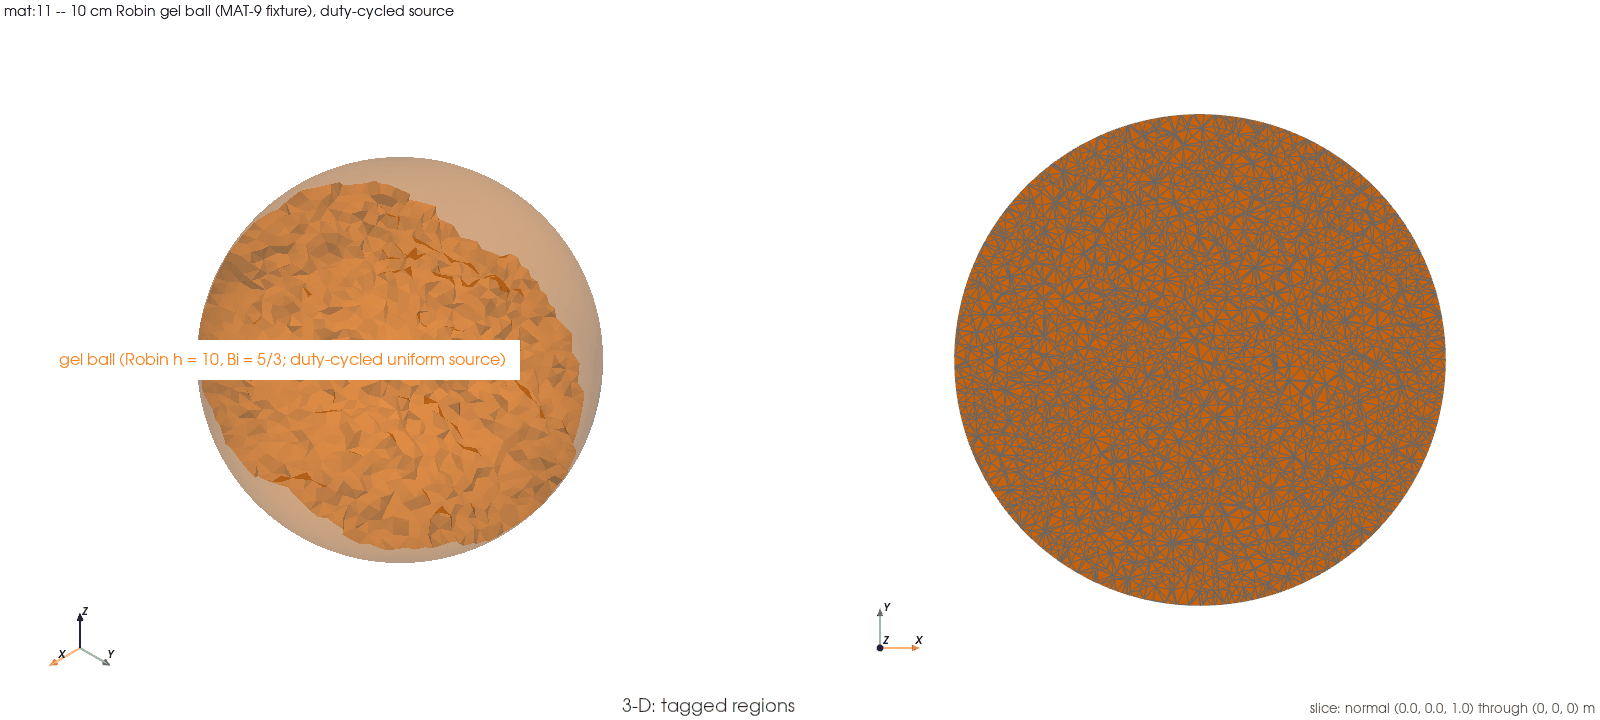 mat:11 -- 10 cm Robin gel ball (MAT-9 fixture), duty-cycled source
gel ball (Robin h = 10, Bi = 5/3; duty-cycled uniform source)
Z
X
Y
Y
Z
X
3-D: tagged regions
slice: normal (0.0, 0.0, 1.0) through (0, 0, 0) m